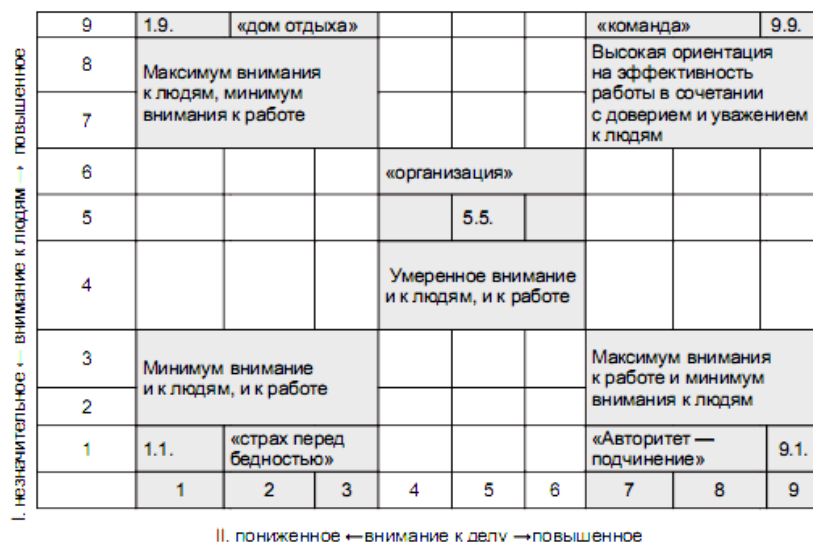 I. незначительное ← внимание к людям → повышенное
9 1.9. «дом отдыха» «команда» 9.9.
8 Максимум внимания
к людям, минимум
внимания к работе
7
Высокая ориентация
на эффективность
работы в сочетании
с доверием и уважением
к людям
6 «организация»
5 5.5.
4 Умеренное внимание
и к людям, и к работе
3 Минимум внимание
и к людям, и к работе
2
Максимум внимания
к работе и минимум
внимания к людям
1 1.1. «страх перед
бедностью»
«Авторитет —
подчинение» 9.1.
1 2 3 4 5 6 7 8 9
II. пониженное ←внимание к делу →повышенное